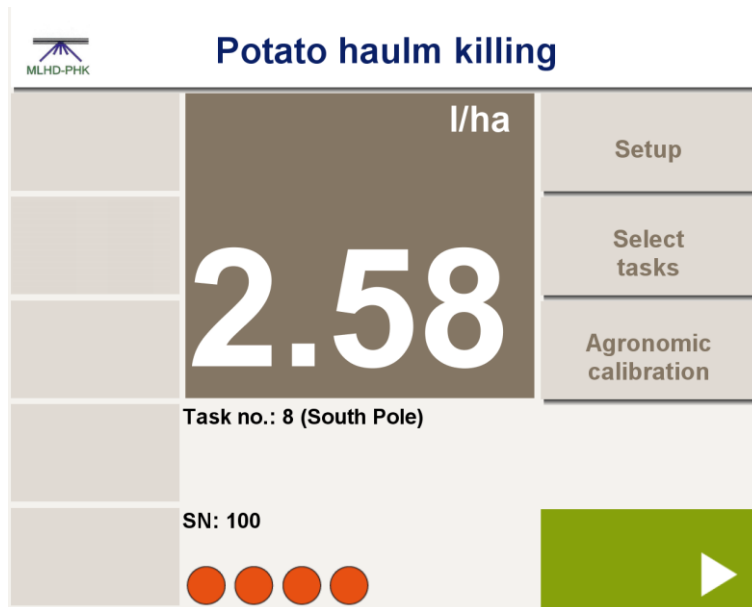 MLHD-PHK
Potato haulm killing
l/ha
2.58
Setup
Select
tasks
Agronomic
calibration
Task no.: 8 (South Pole)
SN: 100